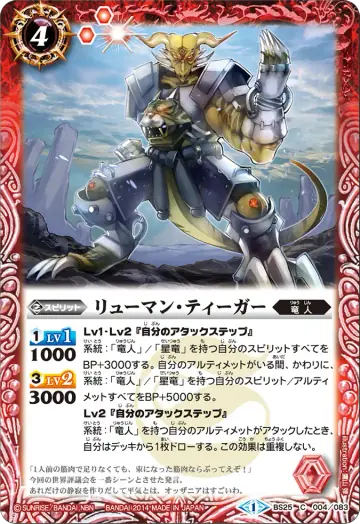 4
スピリット
リューマン・ティーガー
りゅう じん
竜人
1 LV1
1000
3 LV2
3000
Lv1・Lv2『自分のアタックステップ』
系統：「竜人」/「星竜」を持つ自分のスピリットすべてを
BP+3000する。自分のアルティメットがいる間、かわりに、
系統：「竜人」/「星竜」を持つ自分のスピリット/アルティ
メットすべてをBP+5000する。
Lv2『自分のアタックステップ』
系統：「竜人」を持つ自分のアルティメットがアタックしたとき、
自分はデッキから1枚ドローする。この効果は重複しない。
「1人前の筋肉で足りなくても、束になった筋肉ならぶってえぞ！」
今回の世界評議会を一番シーンとさせた発言。
あれだけの静寂を作りだして平気とは、オッザニアはすごいわ。
©SUNRISE/BANDAI, NBN
BANDAI 2014 MADE IN JAPAN
BS25 C 004/083